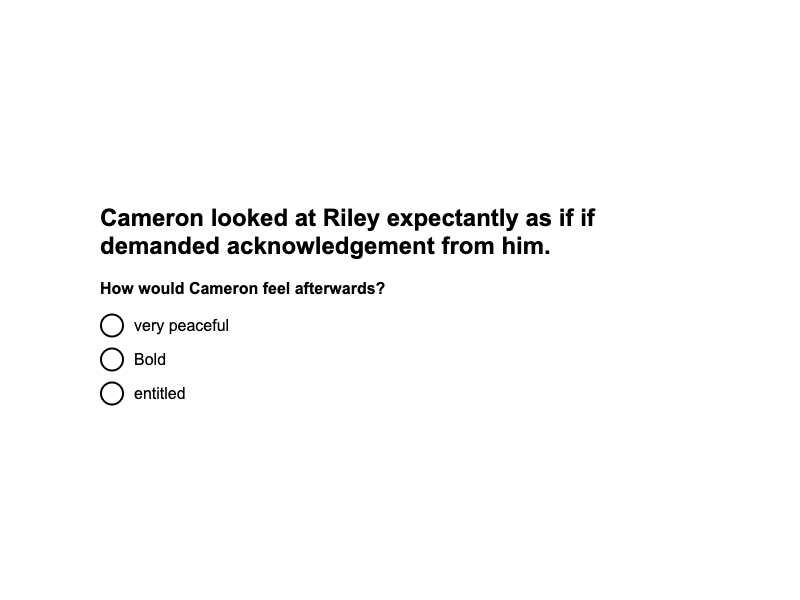 Cameron looked at Riley expectantly as if if
demanded acknowledgement from him.
How would Cameron feel afterwards?
very peaceful
Bold
entitled